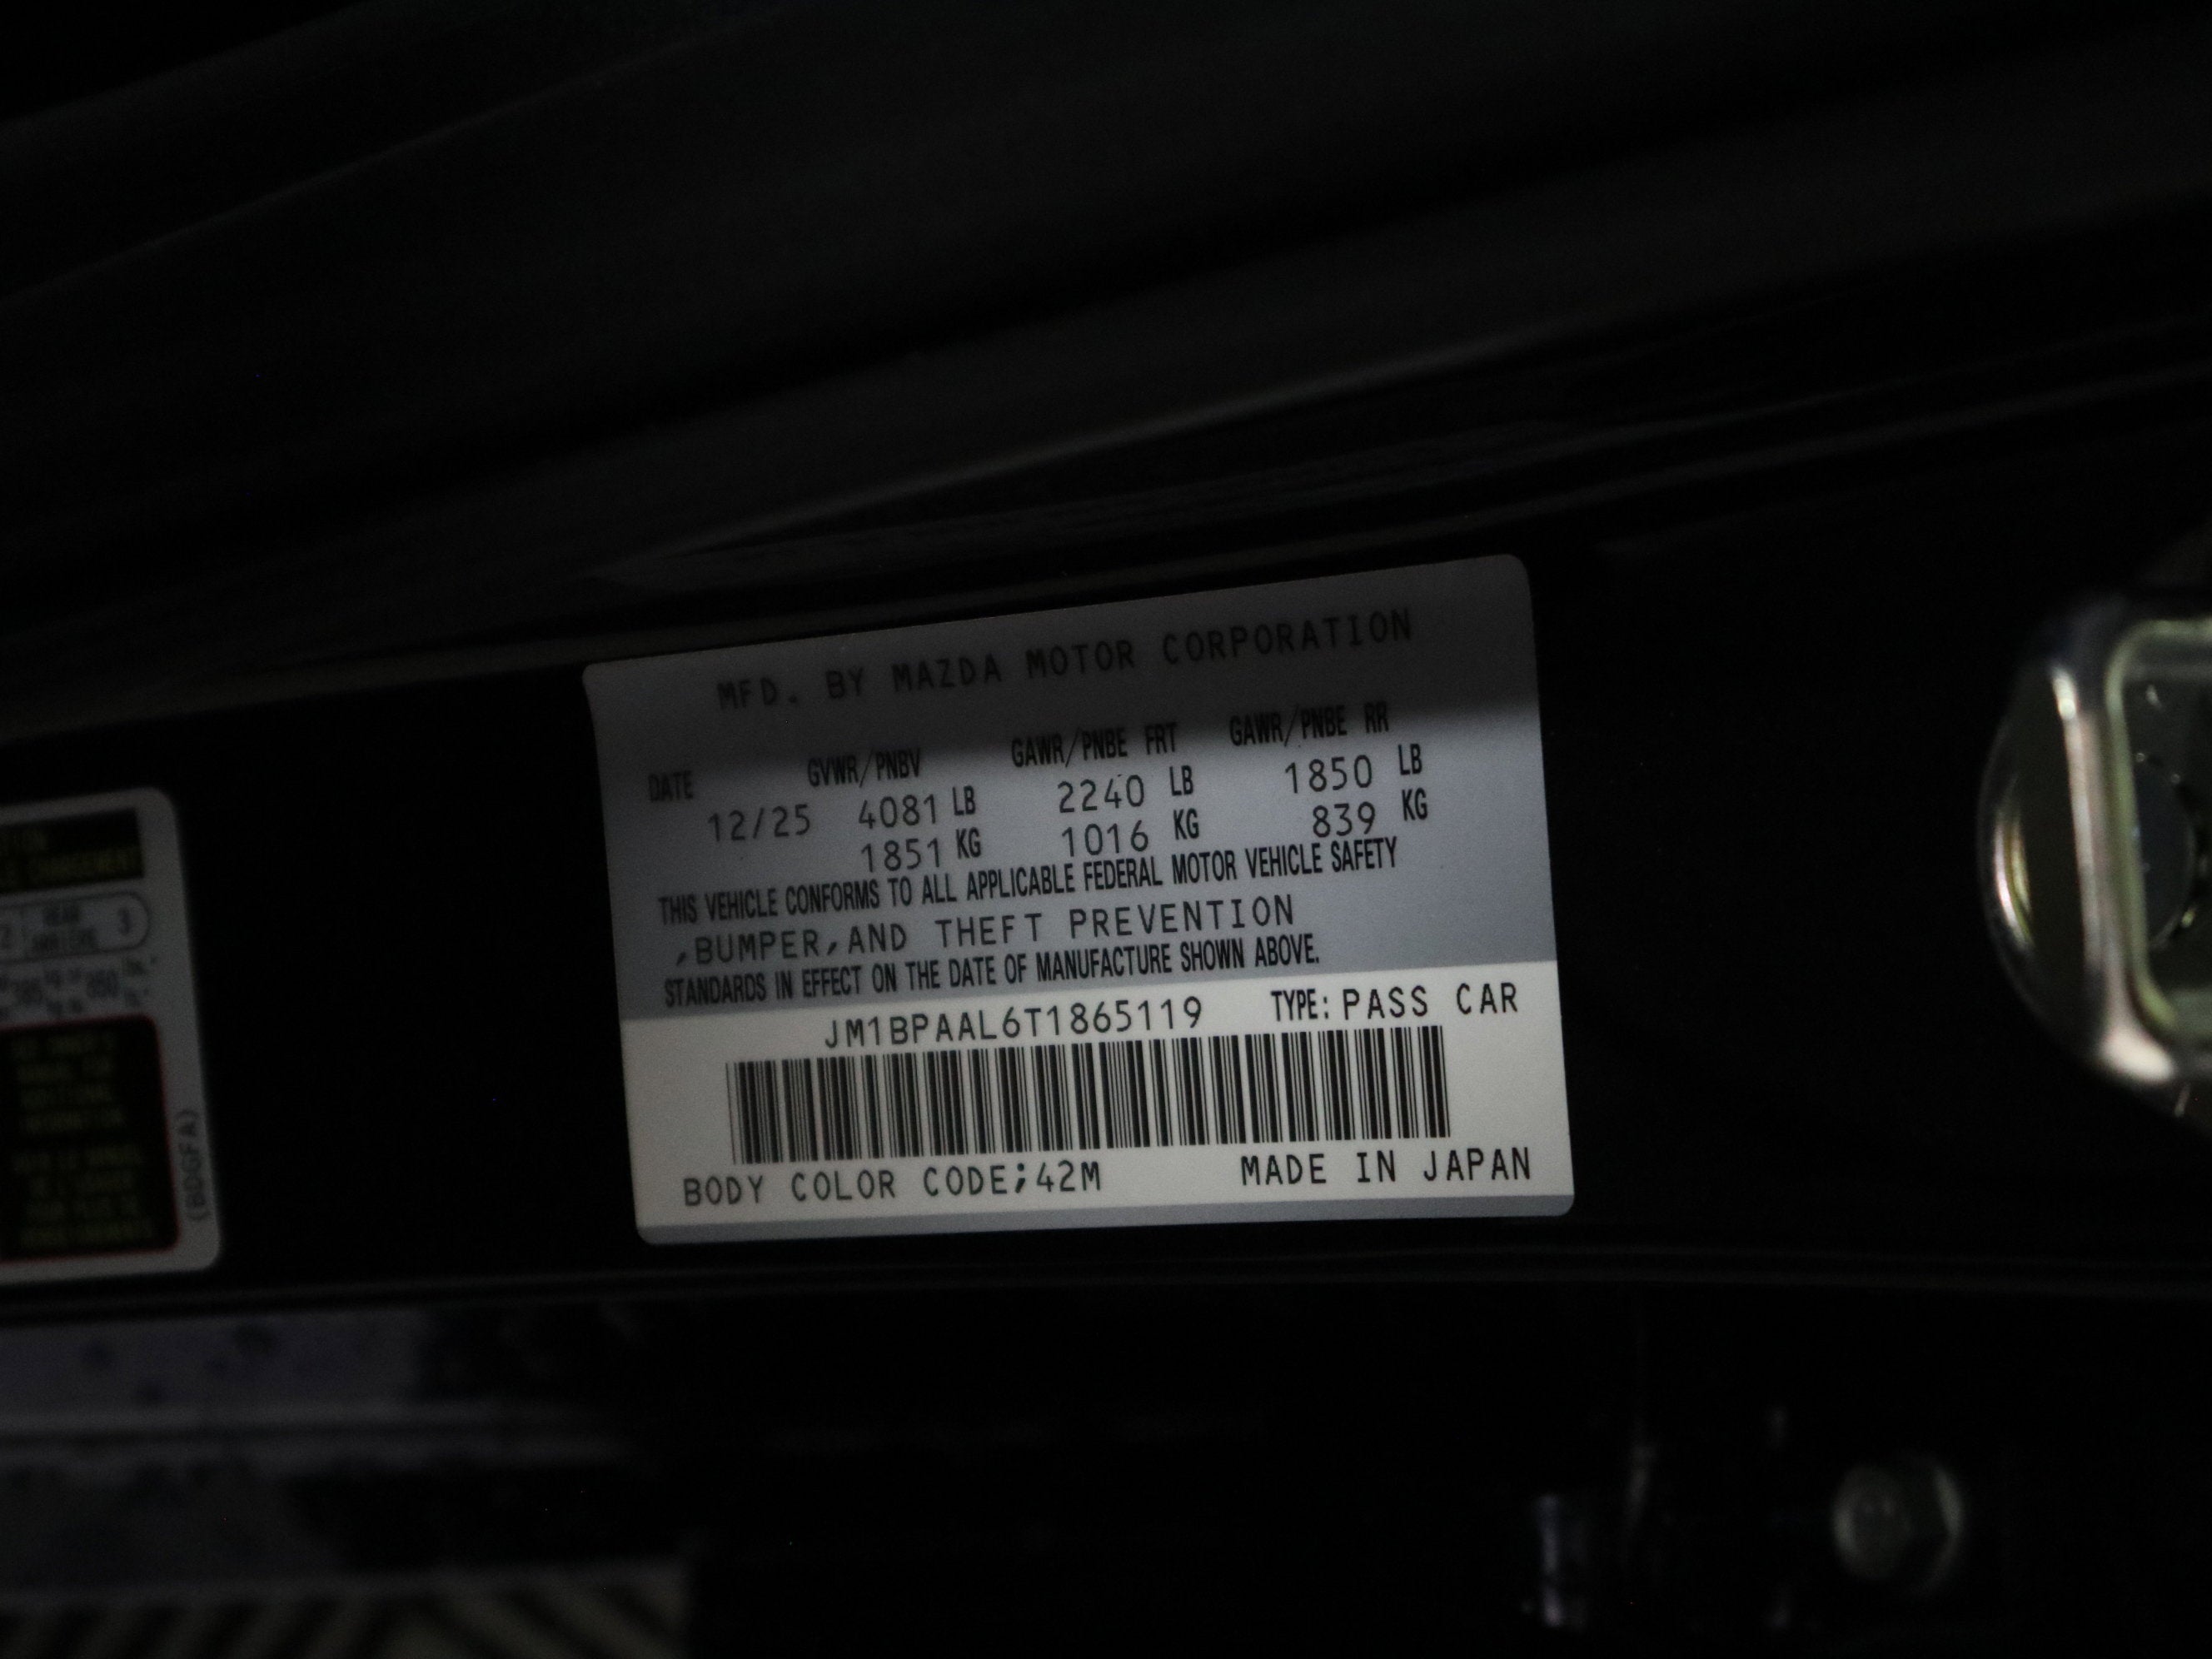 MFD. BY MAZDA MOTOR CORPORATION
DATE GVWR/PNBV GAWR/PNBE FRT GAWR/PNBE RR
12/25 4081 LB 2240 LB 1850 LB
1851 KG 1016 KG 839 KG
THIS VEHICLE CONFORMS TO ALL APPLICABLE FEDERAL MOTOR VEHICLE SAFETY
,BUMPER,AND THEFT PREVENTION
STANDARDS IN EFFECT ON THE DATE OF MANUFACTURE SHOWN ABOVE.
JM1BPAAL6T1865119 TYPE: PASS CAR
BODY COLOR CODE;42M MADE IN JAPAN
REAR 3
(BDGFA)